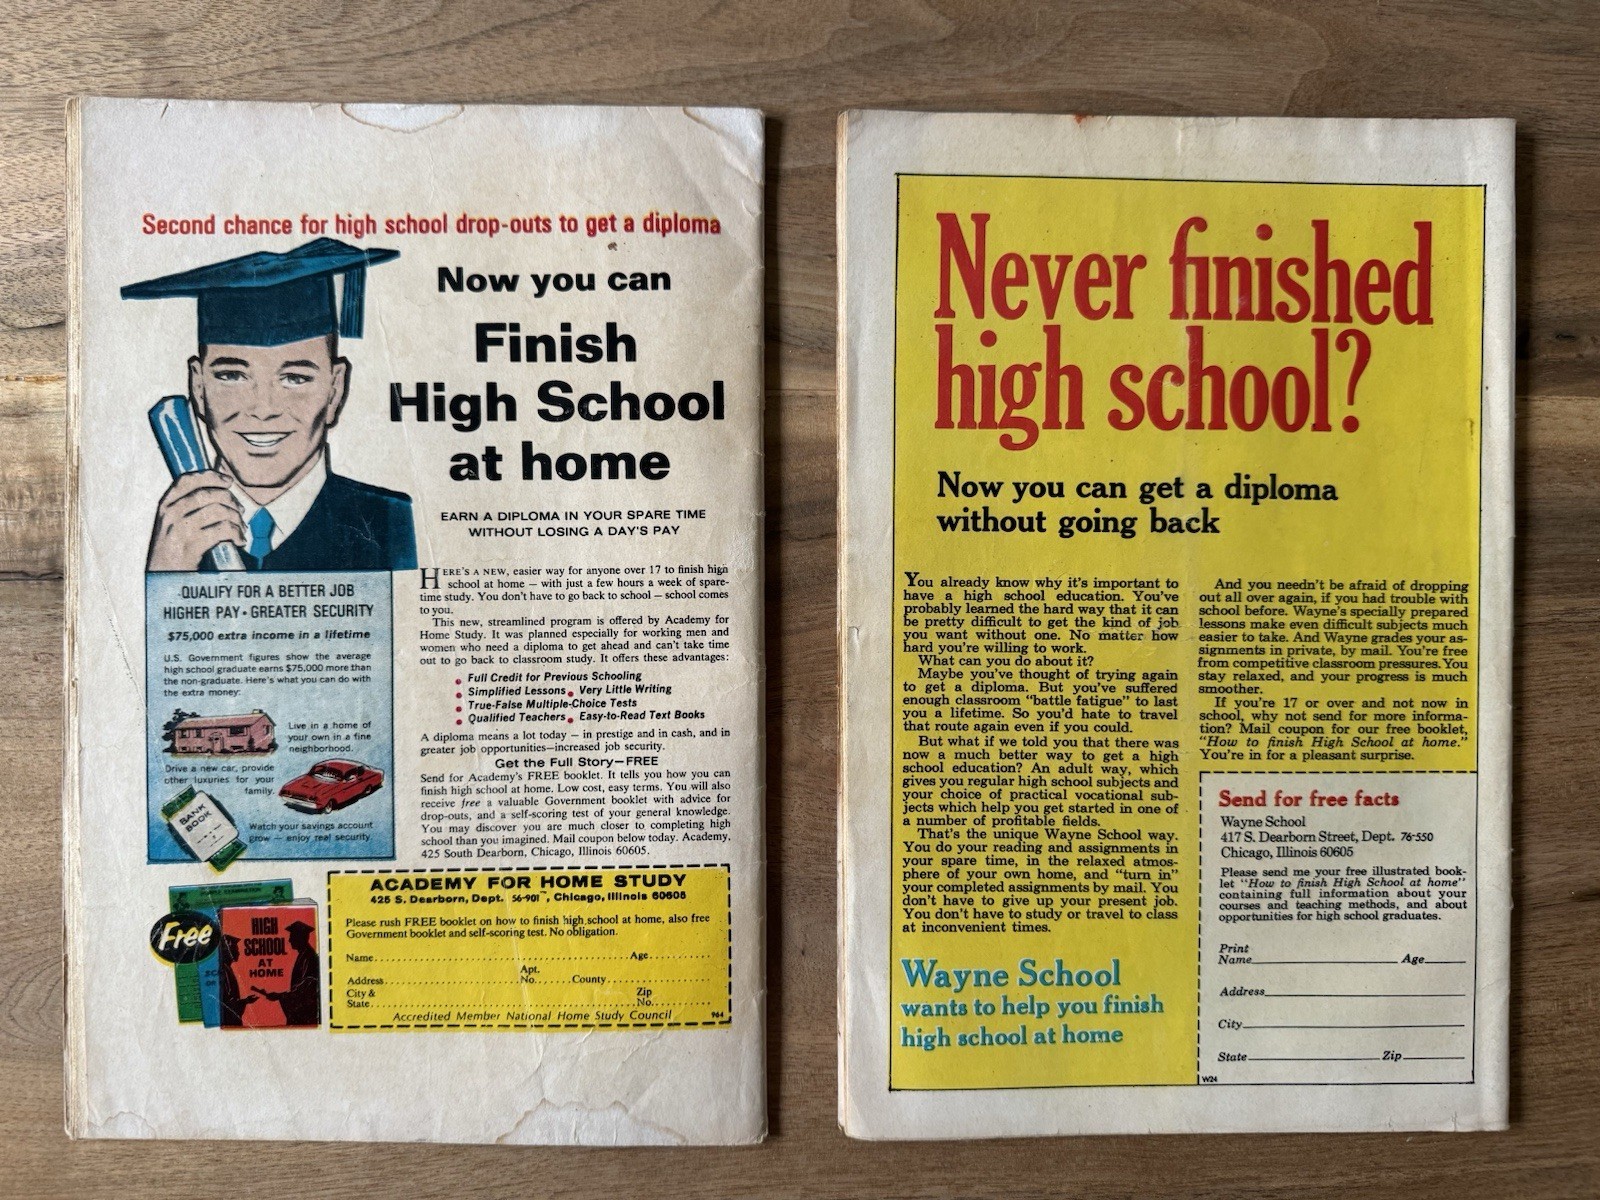 Second chance for high school drop-outs to get a diploma
Now you can
Finish
High School
at home
EARN A DIPLOMA IN YOUR SPARE TIME
WITHOUT LOSING A DAY'S PAY
HERE'S A NEW, easier way for anyone over 17 to finish high
school at home — with just a few hours a week of spare-
time study. You don't have to go back to school — school comes
to you.
This new, streamlined program is offered by Academy for
Home Study. It was planned especially for working men and
women who need a diploma to get ahead and can't take time
out to go back to classroom study. It offers these advantages:
• Full Credit for Previous Schooling
• Simplified Lessons • Very Little Writing
• True-False Multiple-Choice Tests
• Qualified Teachers • Easy-to-Read Text Books
A diploma means a lot today — in prestige and in cash, and in
greater job opportunities—increased job security.
Get the Full Story—FREE
Send for Academy's FREE booklet. It tells you how you can
finish high school at home. Low cost, easy terms. You will also
receive free a valuable Government booklet with advice for
drop-outs, and a self-scoring test of your general knowledge.
You may discover you are much closer to completing high
school than you imagined. Mail coupon below today. Academy.
425 South Dearborn, Chicago, Illinois 60605.
QUALIFY FOR A BETTER JOB
HIGHER PAY • GREATER SECURITY
$75,000 extra income in a lifetime
U.S. Government figures show the average
high school graduate earns $75,000 more than
the non-graduate. Here's what you can do with
the extra money:
Live in a home of
your own in a fine
neighborhood.
Drive a new car, provide
other luxuries for your
family.
BANK
BOOK
Watch your savings account
grow — enjoy real security.
Free
HIGH
SCHOOL
AT
HOME
ACADEMY FOR HOME STUDY
425 S. Dearborn, Dept. 56-901, Chicago, Illinois 60605
Please rush FREE booklet on how to finish high school at home, also free
Government booklet and self-scoring test. No obligation.
Name Age
Apt.
Address No. County
City & Zip
State No.
Accredited Member National Home Study Council 964
Never finished
high school?
Now you can get a diploma
without going back
You already know why it's important to
have a high school education. You've
probably learned the hard way that it can
be pretty difficult to get the kind of job
you want without one. No matter how
hard you're willing to work.
What can you do about it?
Maybe you've thought of trying again
to get a diploma. But you've suffered
enough classroom "battle fatigue" to last
you a lifetime. So you'd hate to travel
that route again even if you could.
But what if we told you that there was
now a much better way to get a high
school education? An adult way, which
gives you regular high school subjects and
your choice of practical vocational sub-
jects which help you get started in one of
a number of profitable fields.
That's the unique Wayne School way.
You do your reading and assignments in
your spare time, in the relaxed atmos-
phere of your own home, and "turn in"
your completed assignments by mail. You
don't have to give up your present job.
You don't have to study or travel to class
at inconvenient times.
Wayne School
wants to help you finish
high school at home
And you needn't be afraid of dropping
out all over again, if you had trouble with
school before. Wayne's specially prepared
lessons make even difficult subjects much
easier to take. And Wayne grades your as-
signments in private, by mail. You're free
from competitive classroom pressures. You
stay relaxed, and your progress is much
smoother.
If you're 17 or over and not now in
school, why not send for more informa-
tion? Mail coupon for our free booklet,
"How to finish High School at home."
You're in for a pleasant surprise.
Send for free facts
Wayne School
417 S. Dearborn Street, Dept. 76-550
Chicago, Illinois 60605
Please send me your free illustrated book-
let "How to finish High School at home"
containing full information about your
courses and teaching methods, and about
opportunities for high school graduates.
Print
Name Age
Address
City
State Zip
W24